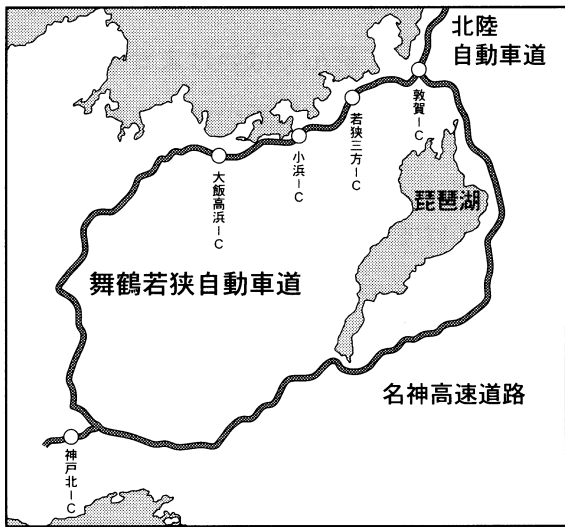 北陸
自動車道
敦賀IC
若狭三方IC
小浜IC
大飯高浜IC
琵琶湖
舞鶴若狭自動車道
名神高速道路
神戸北IC